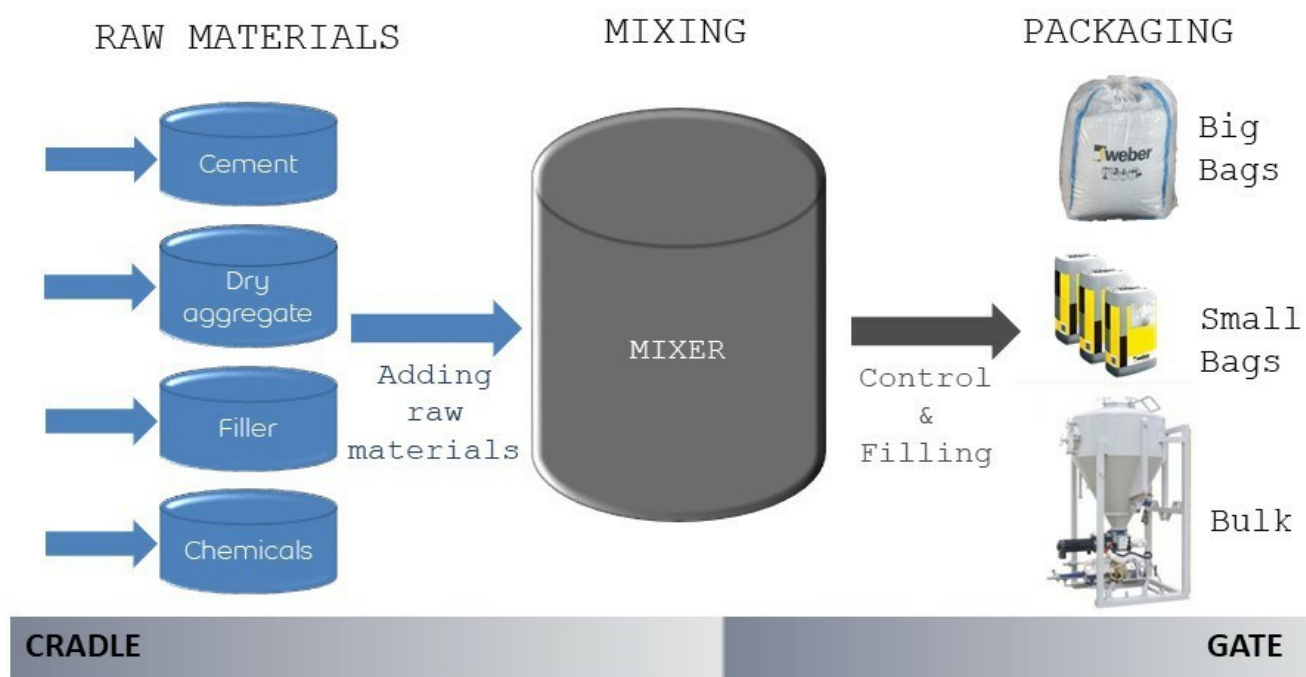 RAW MATERIALS
MIXING
PACKAGING
Cement
Dry
aggregate
Filler
Chemicals
Adding
raw
materials
MIXER
Control
&
Filling
weber
Big
Bags
Small
Bags
Bulk
CRADLE
GATE